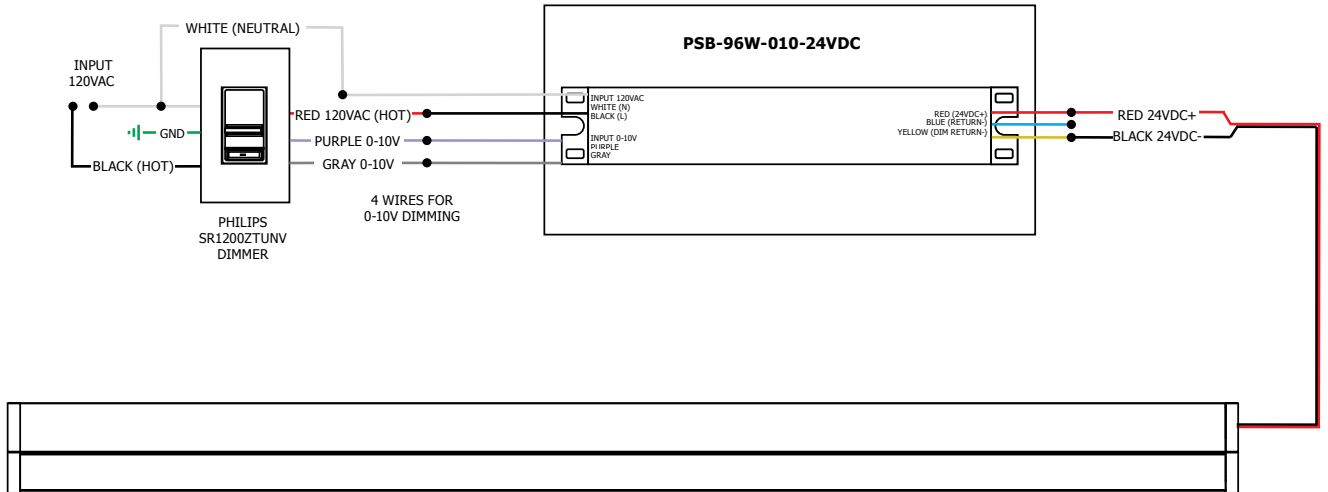 WHITE (NEUTRAL)
PSB-96W-010-24VDC
INPUT
120VAC
INPUT 120VAC
WHITE (N)
BLACK (L)
RED 120VAC (HOT)
RED (24VDC+)
BLUE (RETURN-)
YELLOW (DIM RETURN-)
RED 24VDC+
GND
PURPLE 0-10V
INPUT 0-10V
PURPLE
GRAY
BLACK 24VDC-
BLACK (HOT)
GRAY 0-10V
4 WIRES FOR
0-10V DIMMING
PHILIPS
SR1200ZTUNV
DIMMER